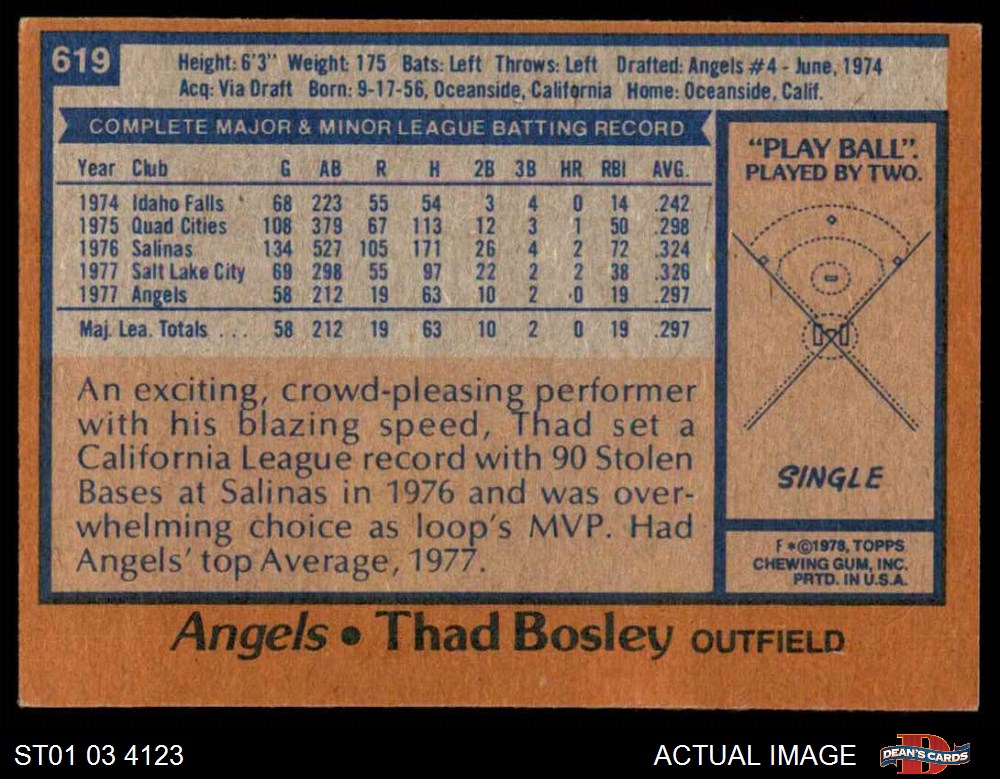 619
Height: 6'3" Weight: 175 Bats: Left Throws: Left Drafted: Angels #4 - June, 1974
Acq: Via Draft Born: 9-17-56, Oceanside, California Home: Oceanside, Calif.
COMPLETE MAJOR & MINOR LEAGUE BATTING RECORD
Year Club G AB R H 2B 3B HR RBI AVG.
1974 Idaho Falls 68 223 55 54 3 4 0 14 .242
1975 Quad Cities 108 379 67 113 12 3 1 50 .298
1976 Salinas 134 527 105 171 26 4 2 72 .324
1977 Salt Lake City 69 298 55 97 22 2 2 38 .326
1977 Angels 58 212 19 63 10 2 0 19 .297
Maj. Lea. Totals ... 58 212 19 63 10 2 0 19 .297
An exciting, crowd-pleasing performer
with his blazing speed, Thad set a
California League record with 90 Stolen
Bases at Salinas in 1976 and was over-
whelming choice as loop's MVP. Had
Angels' top Average, 1977.
"PLAY BALL".
PLAYED BY TWO.
SINGLE
F*©1978, TOPPS
CHEWING GUM, INC.
PRTD. IN U.S.A.
Angels • Thad Bosley OUTFIELD
ST01 03 4123
ACTUAL IMAGE
D
DEAN'S CARDS